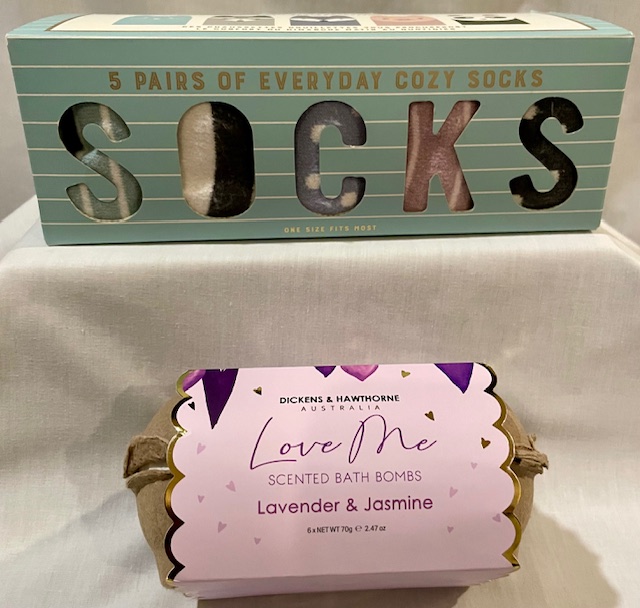 5 PAIRS OF EVERYDAY COZY SOCKS
SOCKS
ONE SIZE FITS MOST
DICKENS & HAWTHORNE
AUSTRALIA
Love Me
SCENTED BATH BOMBS
Lavender & Jasmine
6 x NET WT 70g ℮ 2.47 oz